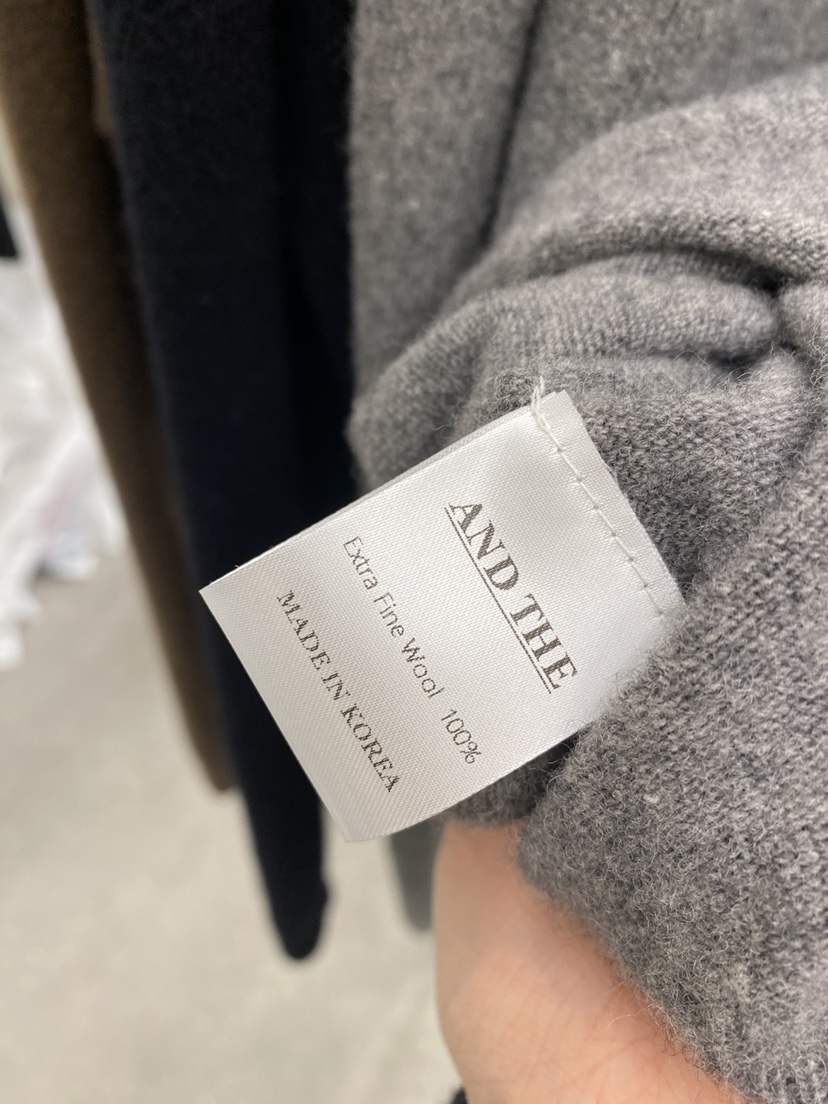 AND THE
Extra Fine Wool 100%
MADE IN KOREA